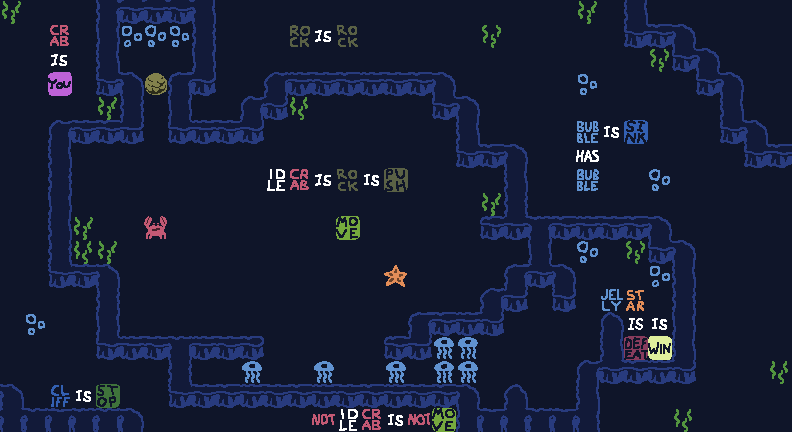 CRAB
IS
YOU
ROCK IS ROCK
BUBBLE IS SINK
HAS
BUBBLE
IDLE CRAB IS ROCK IS PUSH
MOVE
JELLY STAR
IS IS
DEFEAT WIN
CLIFF IS STOP
NOT IDLE CRAB IS NOT MOVE